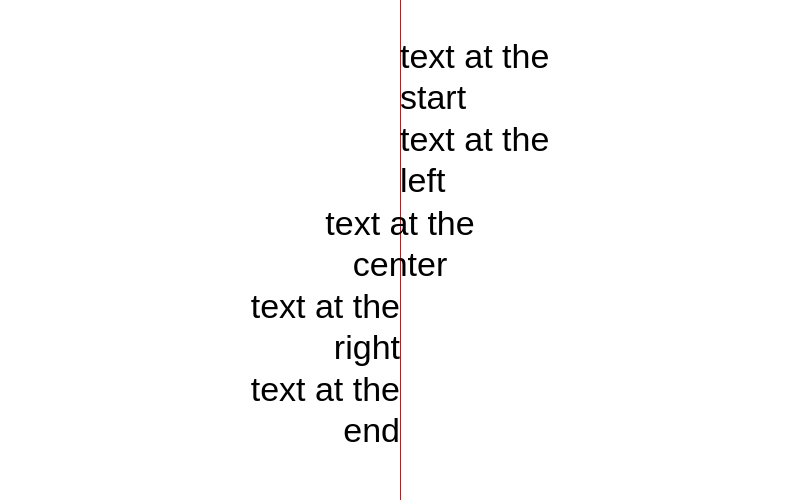 text at the
start
text at the
left
text at the
center
text at the
right
text at the
end